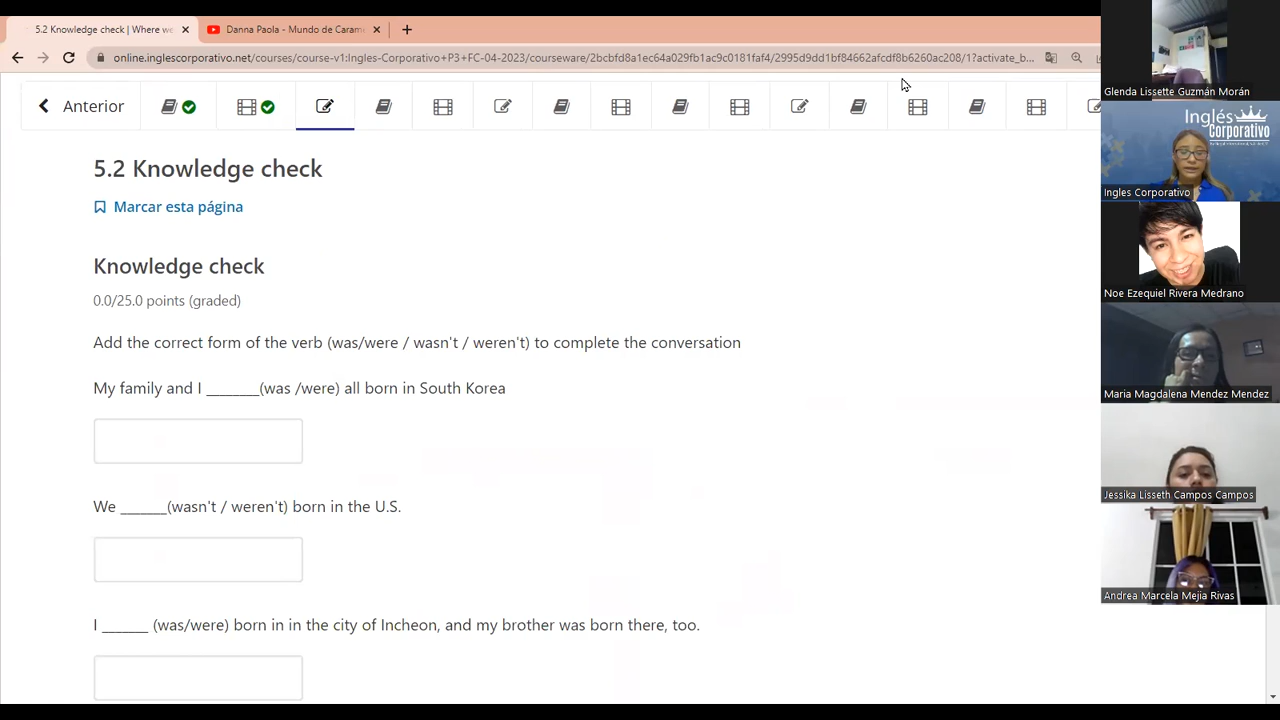 5.2 Knowledge check | Where we
Danna Paola - Mundo de Caram
online.inglescorporativo.net/courses/course-v1:Ingles-Corporativo+P3+FC-04-2023/courseware/2bcbfd8a1ec64a029fb1ac9c0181faf4/2995d9dd1bf84662afcdf8b6260ac208/1?activate_b...
Anterior
5.2 Knowledge check
Marcar esta página
Knowledge check
0.0/25.0 points (graded)
Add the correct form of the verb (was/were / wasn't / weren't) to complete the conversation
My family and I _______(was /were) all born in South Korea
We ______(wasn't / weren't) born in the U.S.
I ______ (was/were) born in in the city of Incheon, and my brother was born there, too.
Glenda Lissette Guzmán Morán
Inglés
Corporativo
Ingles Corporativo
Noe Ezequiel Rivera Medrano
Maria Magdalena Mendez Mendez
Jessika Lisseth Campos Campos
Andrea Marcela Mejia Rivas